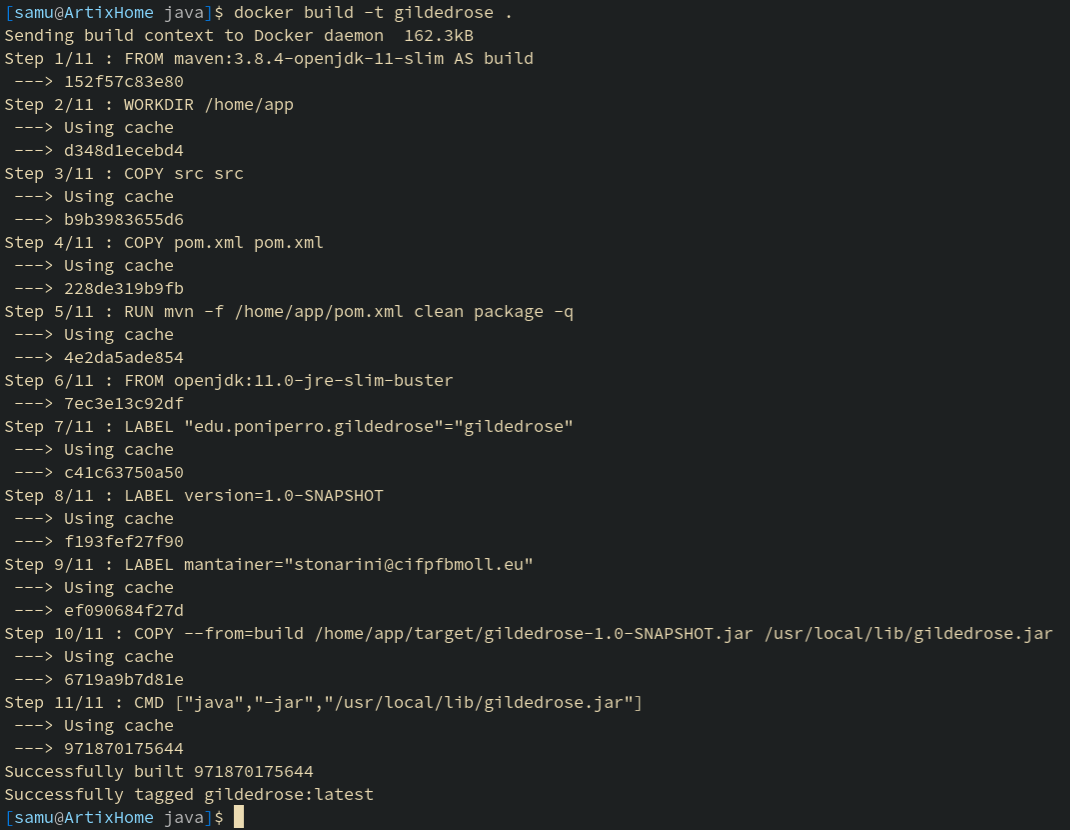 [samu@ArtixHome java]$ docker build -t gildedrose .
Sending build context to Docker daemon  162.3kB
Step 1/11 : FROM maven:3.8.4-openjdk-11-slim AS build
 ---> 152f57c83e80
Step 2/11 : WORKDIR /home/app
 ---> Using cache
 ---> d348d1ecebd4
Step 3/11 : COPY src src
 ---> Using cache
 ---> b9b3983655d6
Step 4/11 : COPY pom.xml pom.xml
 ---> Using cache
 ---> 228de319b9fb
Step 5/11 : RUN mvn -f /home/app/pom.xml clean package -q
 ---> Using cache
 ---> 4e2da5ade854
Step 6/11 : FROM openjdk:11.0-jre-slim-buster
 ---> 7ec3e13c92df
Step 7/11 : LABEL "edu.poniperro.gildedrose"="gildedrose"
 ---> Using cache
 ---> c41c63750a50
Step 8/11 : LABEL version=1.0-SNAPSHOT
 ---> Using cache
 ---> f193fef27f90
Step 9/11 : LABEL mantainer="stonarini@cifpfbmoll.eu"
 ---> Using cache
 ---> ef090684f27d
Step 10/11 : COPY --from=build /home/app/target/gildedrose-1.0-SNAPSHOT.jar /usr/local/lib/gildedrose.jar
 ---> Using cache
 ---> 6719a9b7d81e
Step 11/11 : CMD ["java","-jar","/usr/local/lib/gildedrose.jar"]
 ---> Using cache
 ---> 971870175644
Successfully built 971870175644
Successfully tagged gildedrose:latest
[samu@ArtixHome java]$